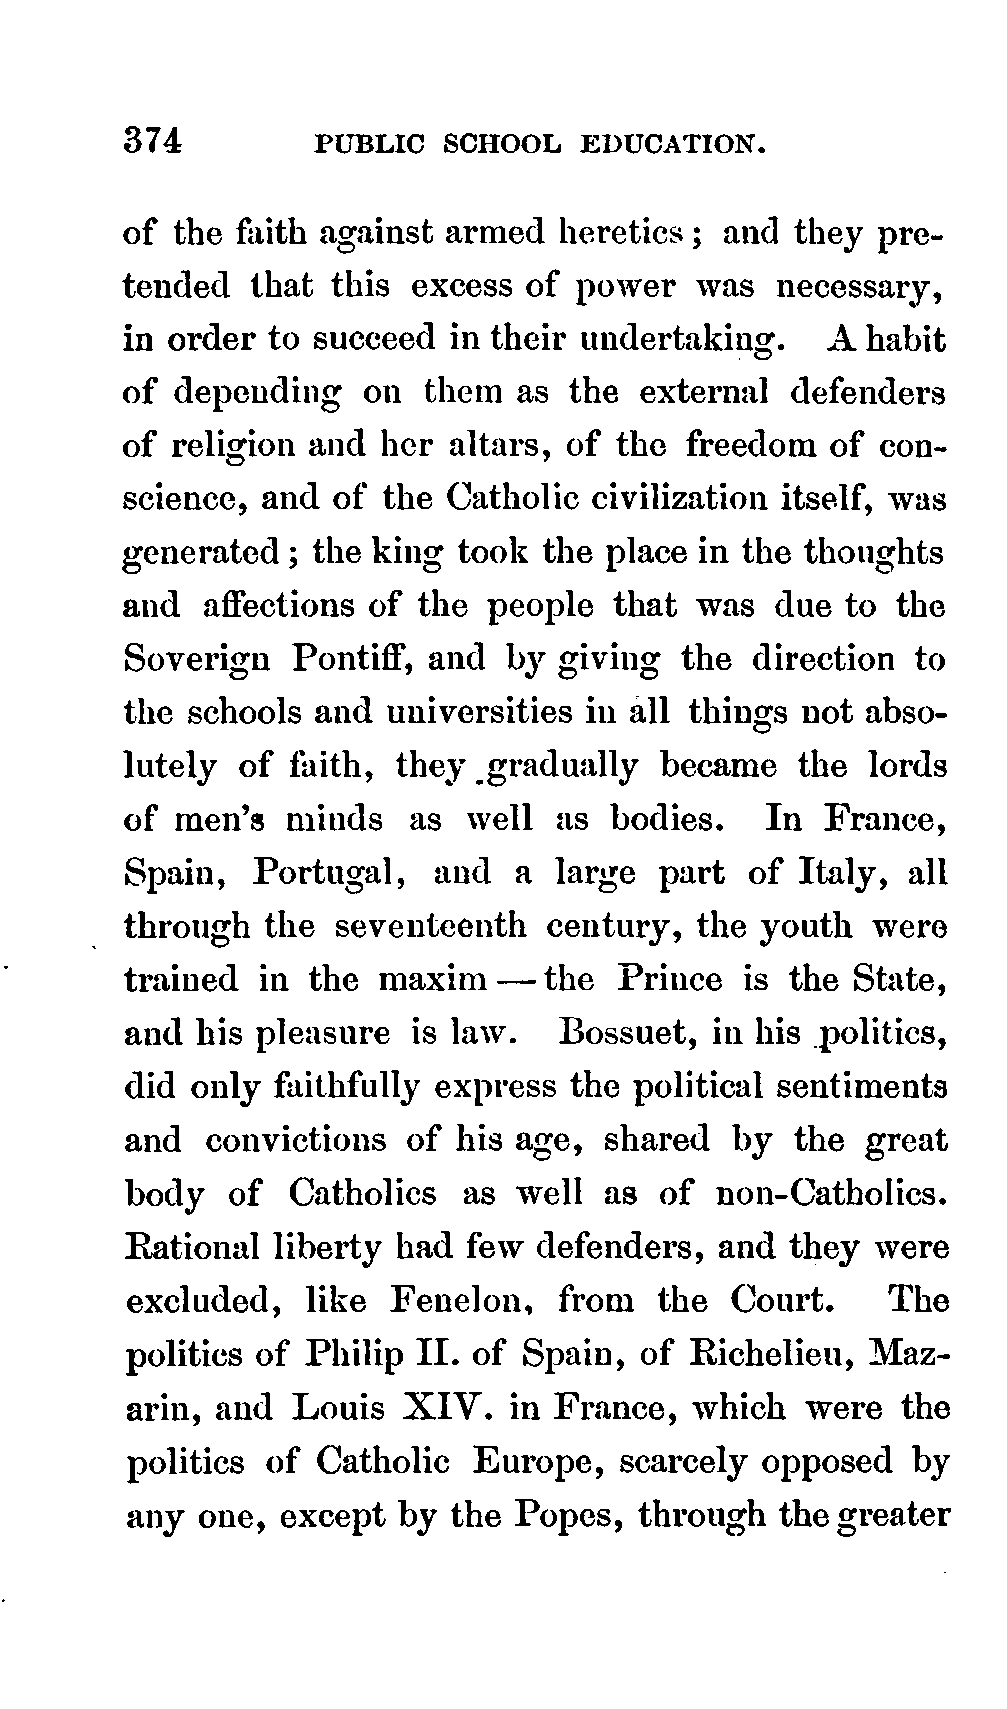 374 PUBLIC SCHOOL EDUCATION.
of the faith against armed heretics; and they pre-
tended that this excess of power was necessary,
in order to succeed in their undertaking. A habit
of depending on them as the external defenders
of religion and her altars, of the freedom of con-
science, and of the Catholic civilization itself, was
generated; the king took the place in the thoughts
and affections of the people that was due to the
Soverign Pontiff, and by giving the direction to
the schools and universities in all things not abso-
lutely of faith, they gradually became the lords
of men's minds as well as bodies. In France,
Spain, Portugal, and a large part of Italy, all
through the seventeenth century, the youth were
trained in the maxim — the Prince is the State,
and his pleasure is law. Bossuet, in his politics,
did only faithfully express the political sentiments
and convictions of his age, shared by the great
body of Catholics as well as of non-Catholics.
Rational liberty had few defenders, and they were
excluded, like Fenelon, from the Court. The
politics of Philip II. of Spain, of Richelieu, Maz-
arin, and Louis XIV. in France, which were the
politics of Catholic Europe, scarcely opposed by
any one, except by the Popes, through the greater